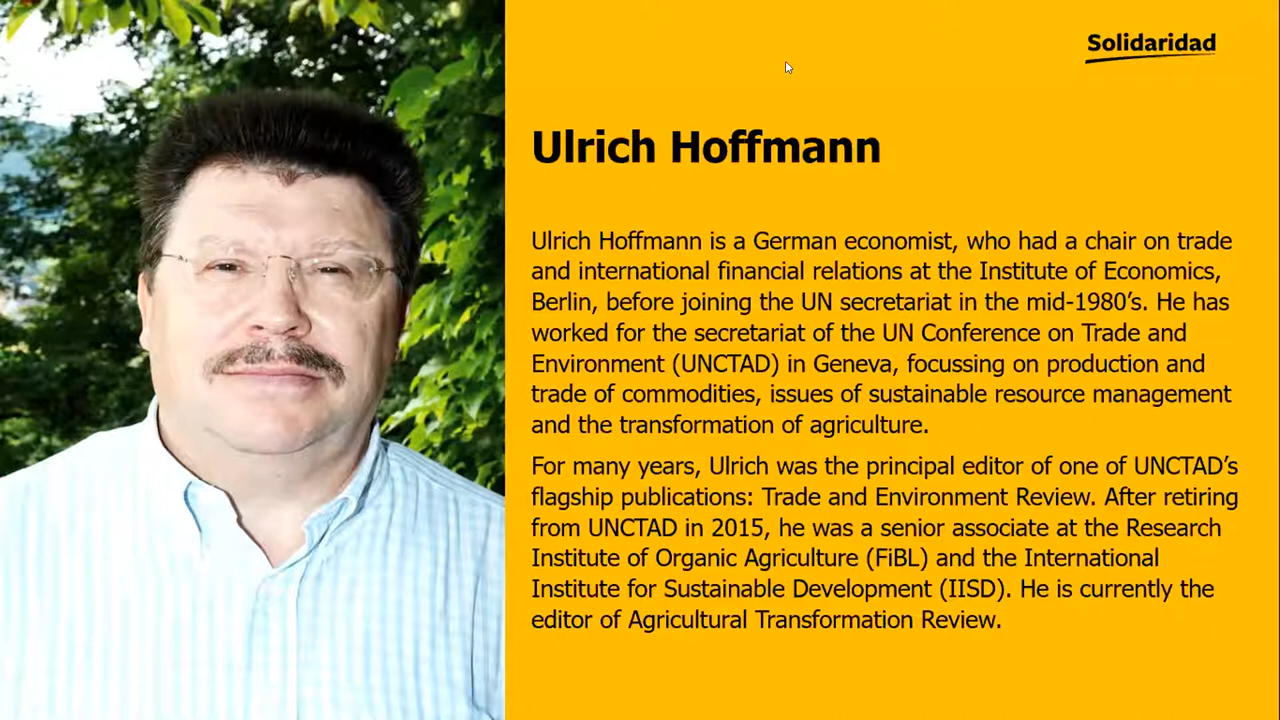 Solidaridad
Ulrich Hoffmann
Ulrich Hoffmann is a German economist, who had a chair on trade
and international financial relations at the Institute of Economics,
Berlin, before joining the UN secretariat in the mid-1980’s. He has
worked for the secretariat of the UN Conference on Trade and
Environment (UNCTAD) in Geneva, focussing on production and
trade of commodities, issues of sustainable resource management
and the transformation of agriculture.
For many years, Ulrich was the principal editor of one of UNCTAD’s
flagship publications: Trade and Environment Review. After retiring
from UNCTAD in 2015, he was a senior associate at the Research
Institute of Organic Agriculture (FiBL) and the International
Institute for Sustainable Development (IISD). He is currently the
editor of Agricultural Transformation Review.